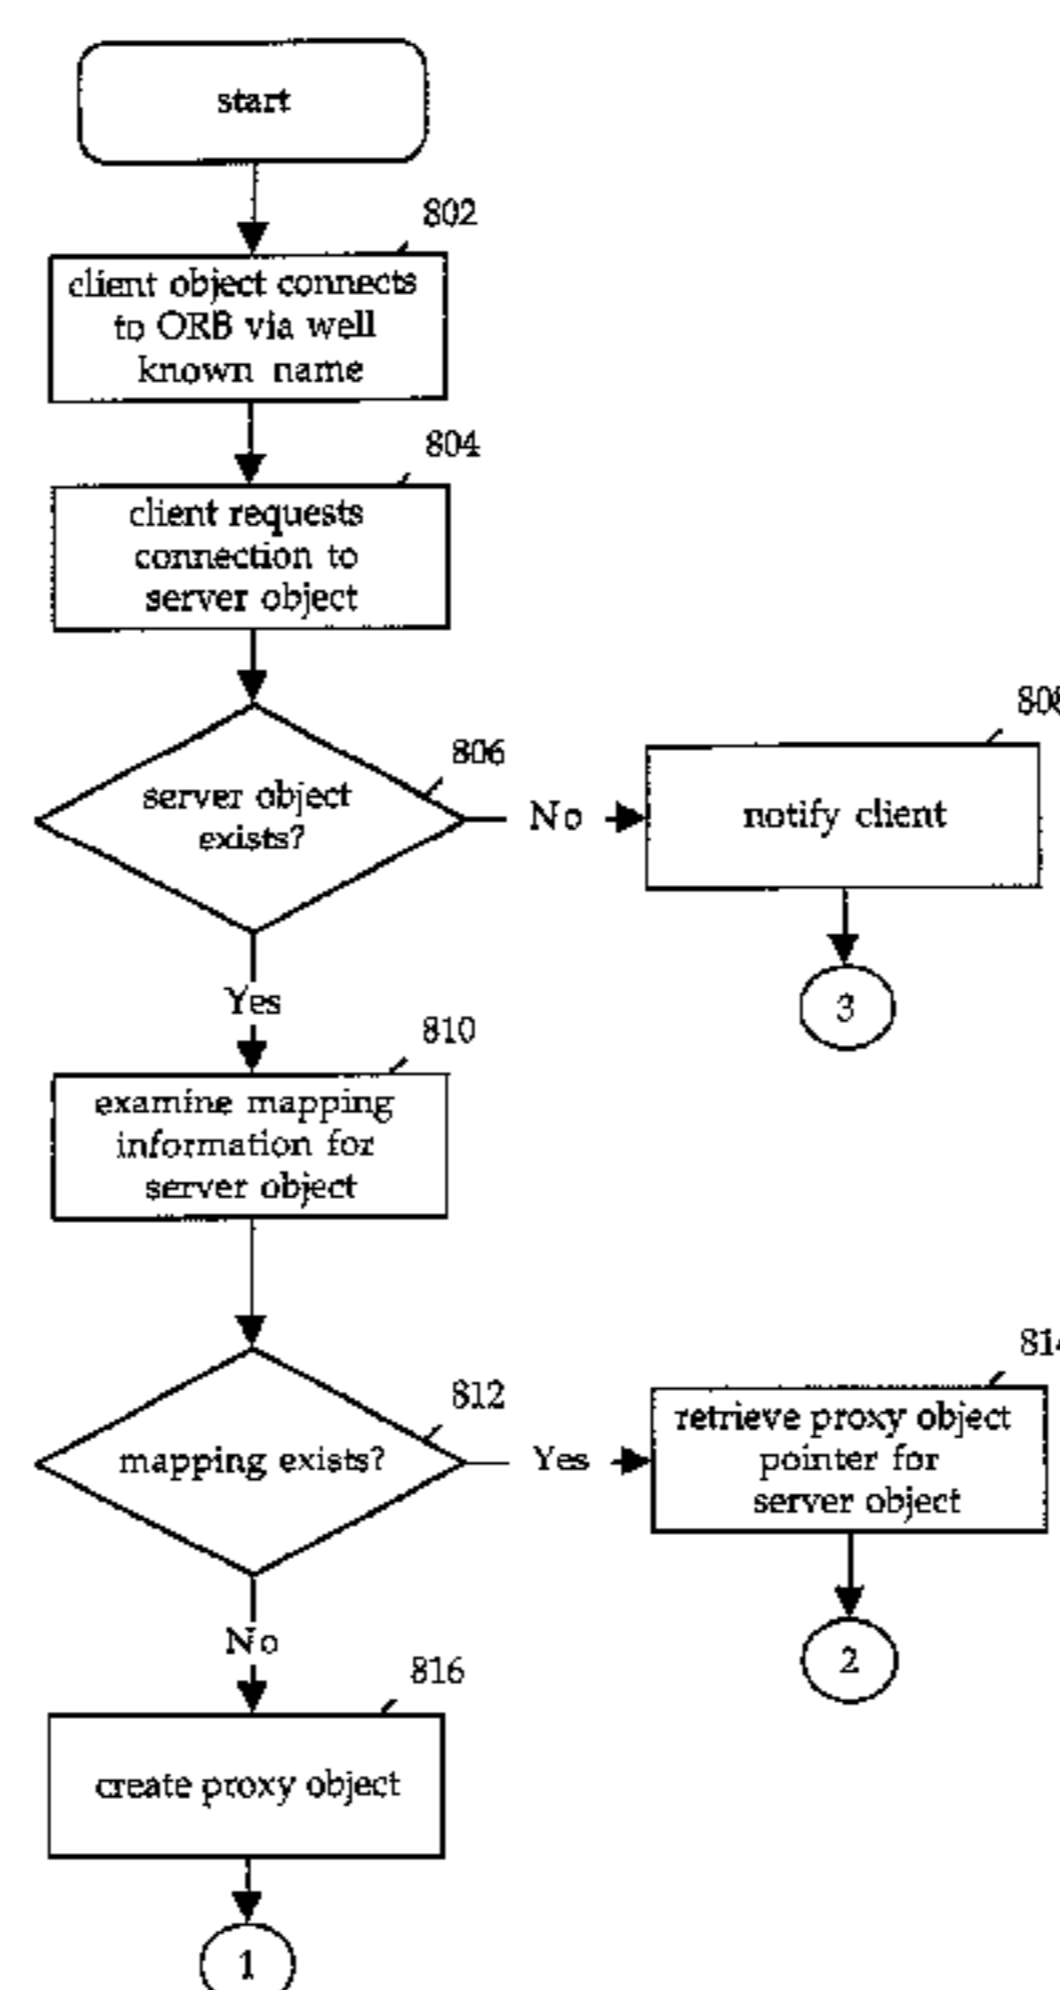 start
802
client object connects
to ORB via well
known name
804
client requests
connection to
server object
806
server object
exists?
No
808
notify client
3
Yes
810
examine mapping
information for
server object
812
mapping exists?
Yes
814
retrieve proxy object
pointer for
server object
2
No
816
create proxy object
1